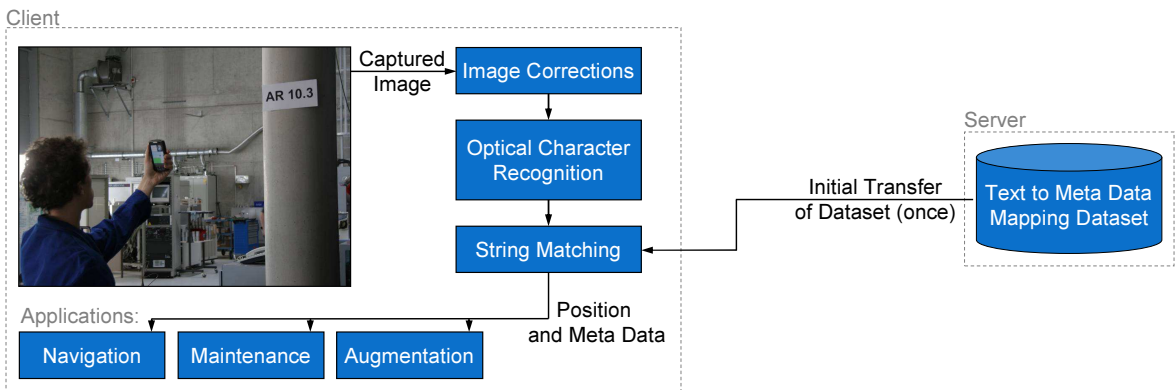 Client
Captured
Image
Image Corrections
AR 10.3
Optical Character
Recognition
Server
Initial Transfer
of Dataset (once)
Text to Meta Data
Mapping Dataset
String Matching
Applications:
Position
and Meta Data
Navigation
Maintenance
Augmentation